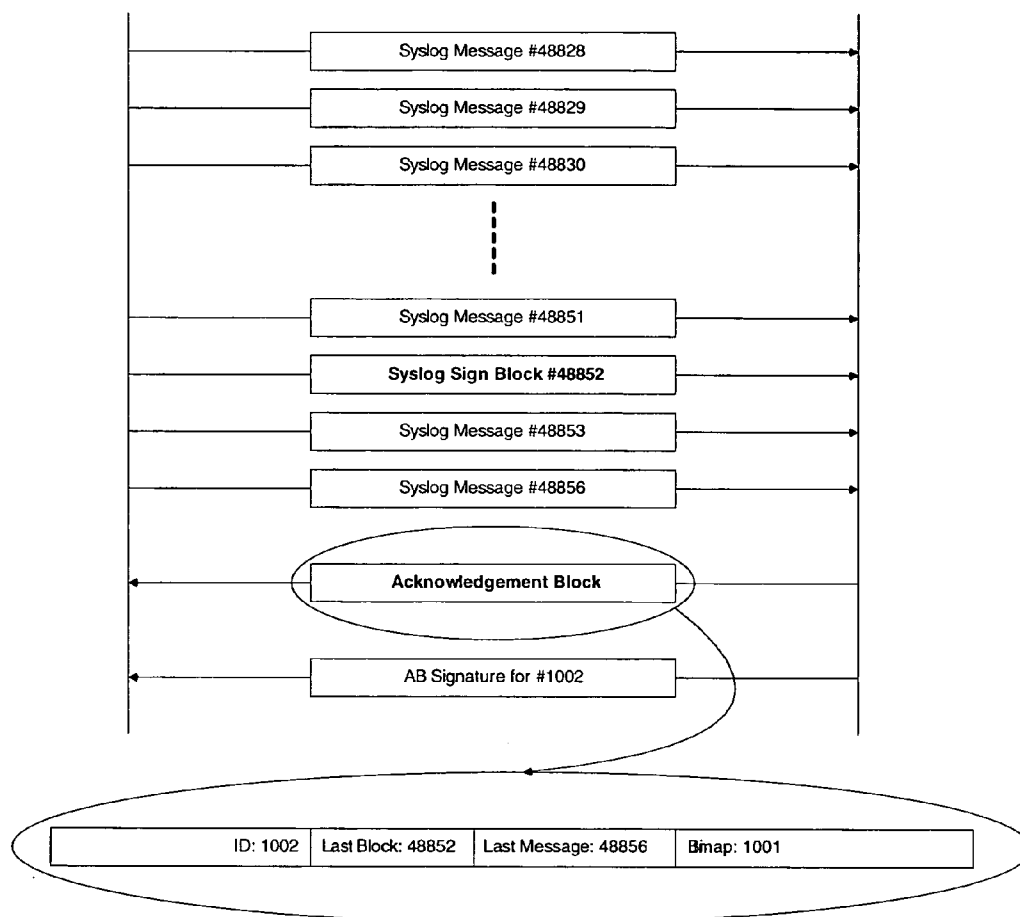 Syslog Message #48828
Syslog Message #48829
Syslog Message #48830
Syslog Message #48851
Syslog Sign Block #48852
Syslog Message #48853
Syslog Message #48856
Acknowledgement Block
AB Signature for #1002
ID: 1002 Last Block: 48852 Last Message: 48856 Bimap: 1001